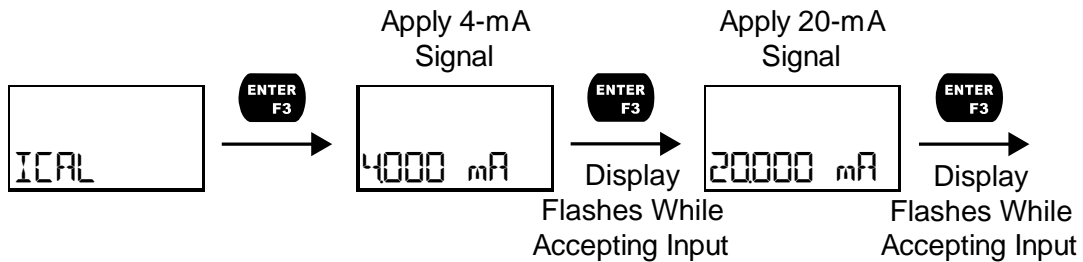 Apply 4-mA
Signal
Apply 20-mA
Signal
ENTER
F3
ENTER
F3
ENTER
F3
ICAL
4.000 mA
20.000 mA
Display
Flashes While
Accepting Input
Display
Flashes While
Accepting Input